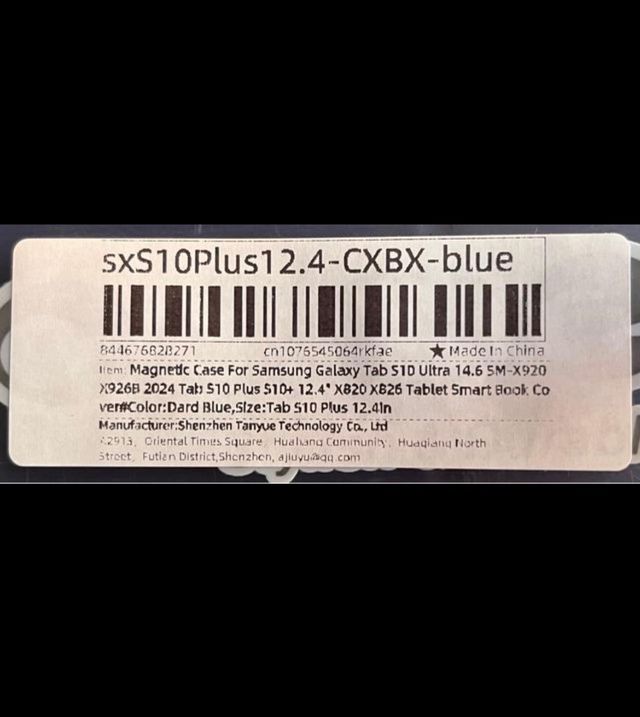 sxS10Plus12.4-CXBX-blue
844676828271 cn1076545064rkfae ★Made In China
Item: Magnetic Case For Samsung Galaxy Tab S10 Ultra 14.6 SM-X920
X926B 2024 Tab S10 Plus S10+ 12.4" X820 X826 Tablet Smart Book Co
ver#Color:Dard Blue,Size:Tab S10 Plus 12.4in
Manufacturer:Shenzhen Tanyue Technology Co., Ltd
Oriental Times Square, Huahang Community, Huaqiang North
Street, Futian District,Shenzhen, ajiuyu@qq.com